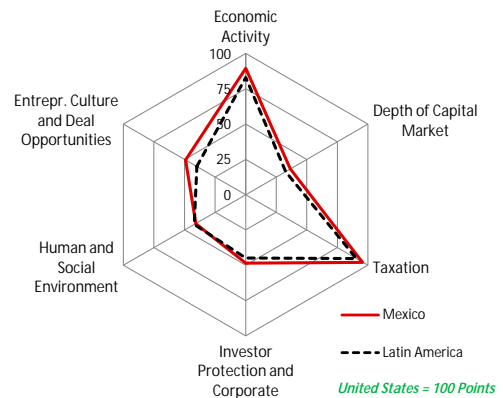 Economic
Activity
100
75
50
25
0
Entrepr. Culture
and Deal
Opportunities
Depth of Capital
Market
Human and
Social
Environment
Taxation
Investor
Protection and
Corporate
Mexico
Latin America
United States = 100 Points